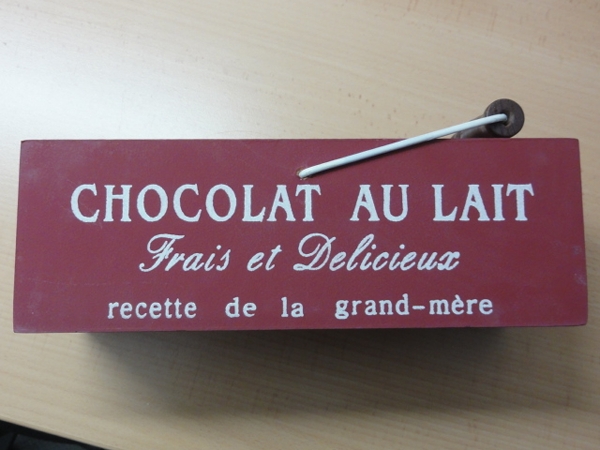 CHOCOLAT AU LAIT
Frais et Delicieux
recette de la grand-mère